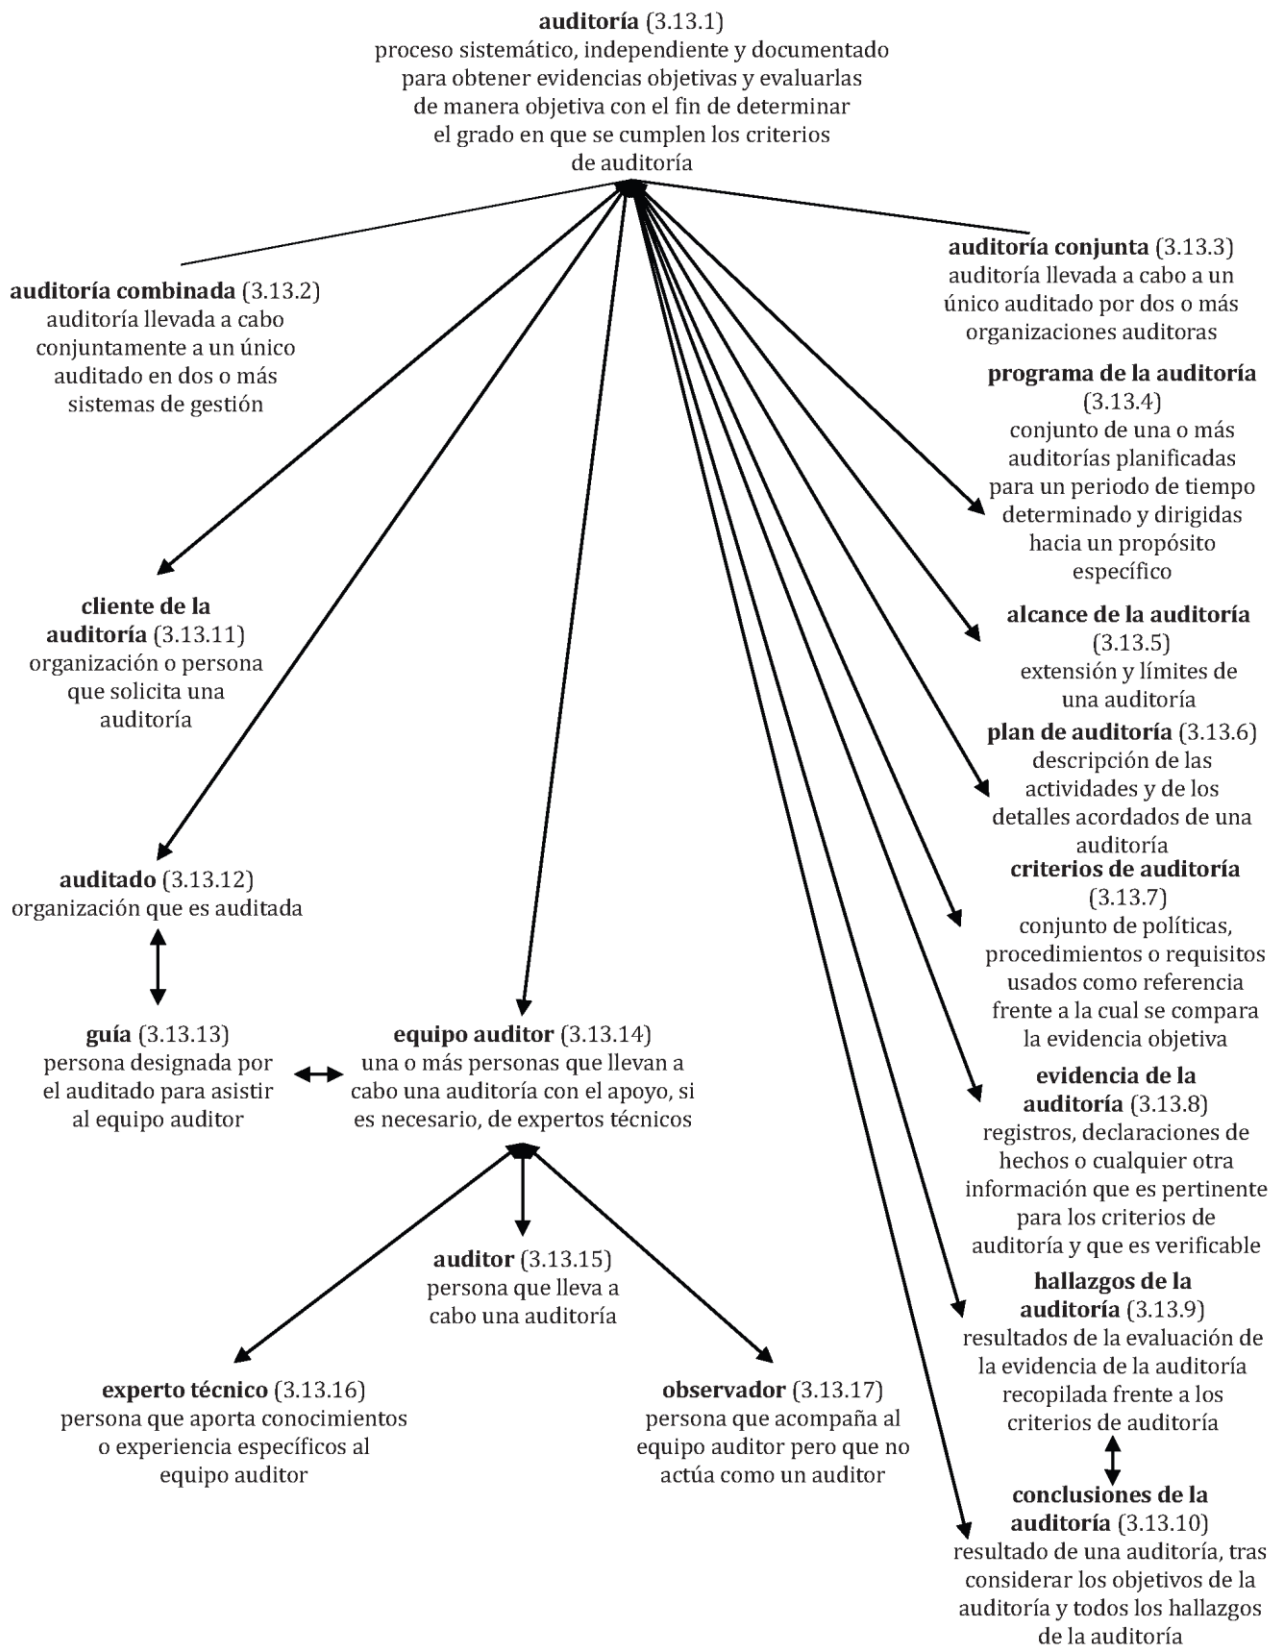 auditoría (3.13.1)
proceso sistemático, independiente y documentado
para obtener evidencias objetivas y evaluarlas
de manera objetiva con el fin de determinar
el grado en que se cumplen los criterios
de auditoría
auditoría combinada (3.13.2)
auditoría llevada a cabo
conjuntamente a un único
auditado en dos o más
sistemas de gestión
auditoría conjunta (3.13.3)
auditoría llevada a cabo a un
único auditado por dos o más
organizaciones auditoras
programa de la auditoría
(3.13.4)
conjunto de una o más
auditorías planificadas
para un periodo de tiempo
determinado y dirigidas
hacia un propósito
específico
alcance de la auditoría
(3.13.5)
extensión y límites de
una auditoría
plan de auditoría (3.13.6)
descripción de las
actividades y de los
detalles acordados de una
auditoría
criterios de auditoría
(3.13.7)
conjunto de políticas,
procedimientos o requisitos
usados como referencia
frente a la cual se compara
la evidencia objetiva
evidencia de la
auditoría (3.13.8)
registros, declaraciones de
hechos o cualquier otra
información que es pertinente
para los criterios de
auditoría y que es verificable
hallazgos de la
auditoría (3.13.9)
resultados de la evaluación de
la evidencia de la auditoría
recopilada frente a los
criterios de auditoría
conclusiones de la
auditoría (3.13.10)
resultado de una auditoría, tras
considerar los objetivos de la
auditoría y todos los hallazgos
de la auditoría
cliente de la
auditoría (3.13.11)
organización o persona
que solicita una
auditoría
auditado (3.13.12)
organización que es auditada
guía (3.13.13)
persona designada por
el auditado para asistir
al equipo auditor
equipo auditor (3.13.14)
una o más personas que llevan a
cabo una auditoría con el apoyo, si
es necesario, de expertos técnicos
auditor (3.13.15)
persona que lleva a
cabo una auditoría
experto técnico (3.13.16)
persona que aporta conocimientos
o experiencia específicos al
equipo auditor
observador (3.13.17)
persona que acompaña al
equipo auditor pero que no
actúa como un auditor